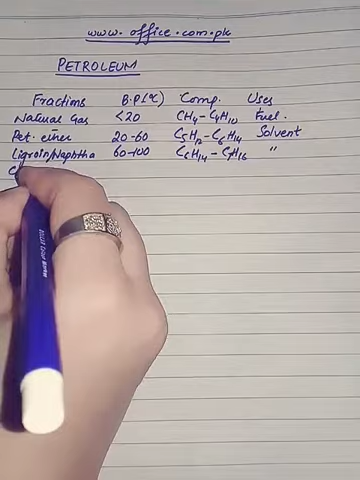 www.office.com.pk
PETROLEUM
Fractions B.P(°C) Comp. Uses
Natural Gas <20 CH4 - C4H10 Fuel.
Pet. ether 20-60 C5H12 - C6H14 Solvent
Ligroin/Naphtha 60-100 C6H14 - C7H16 "